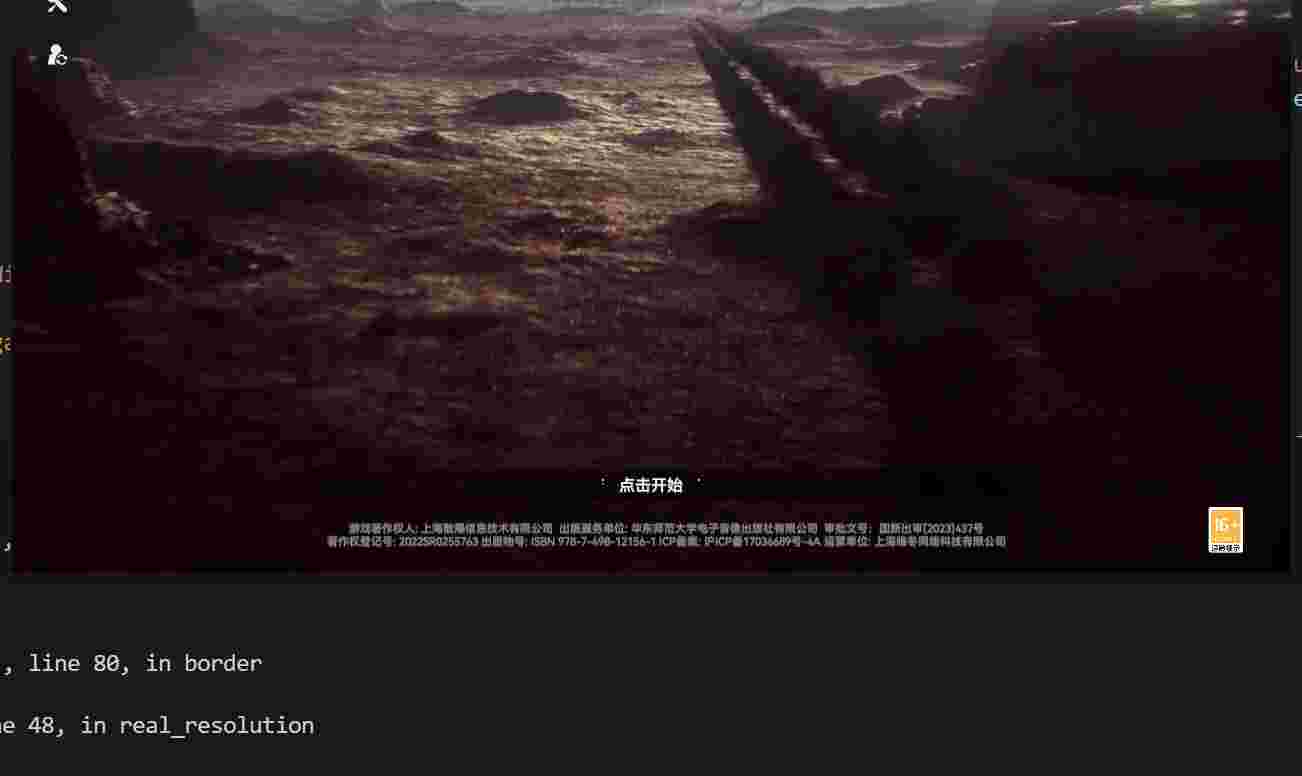 点击开始
游戏著作权人: 上海散爆信息技术有限公司 出版服务单位: 华东师范大学电子音像出版社有限公司 审批文号: 国新出审[2023]437号
著作权登记号: 2022SR0255763 出版物号: ISBN 978-7-498-12156-1 ICP备案: 沪ICP备17036689号-4A 运营单位: 上海暗冬网络科技有限公司
16+
适龄提示
, line 80, in border
e 48, in real_resolution